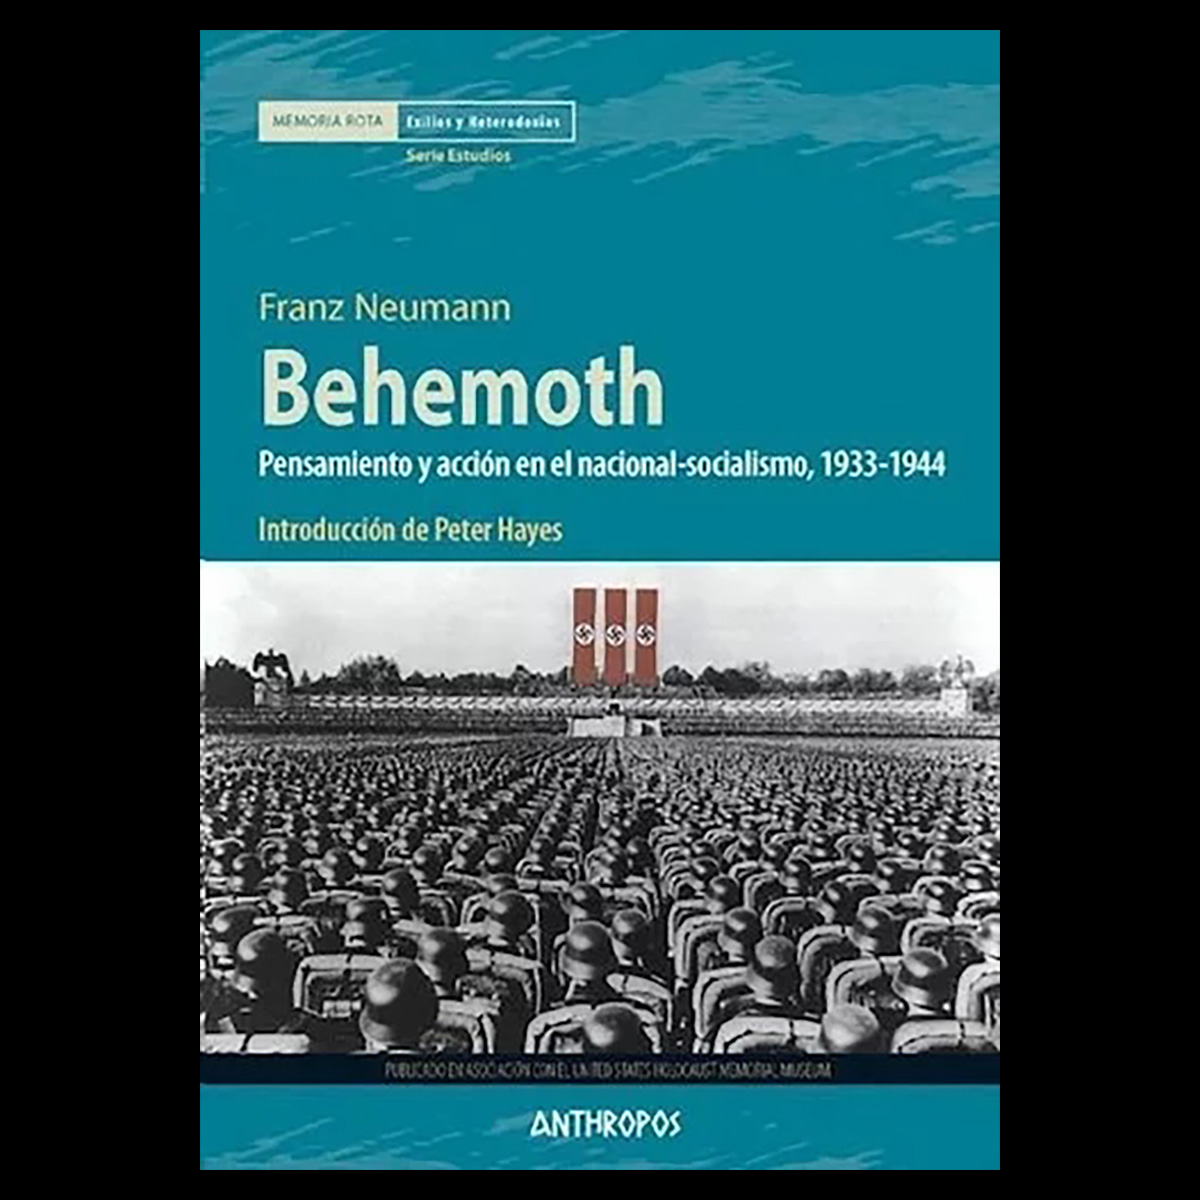 MEMORIA ROTA Exilios y Heterodoxias
Serie Estudios
Franz Neumann
Behemoth
Pensamiento y acción en el nacional-socialismo, 1933-1944
Introducción de Peter Hayes
PUBLICADO EN ASOCIACIÓN CON EL UNITED STATES HOLOCAUST MEMORIAL MUSEUM
ANTHROPOS